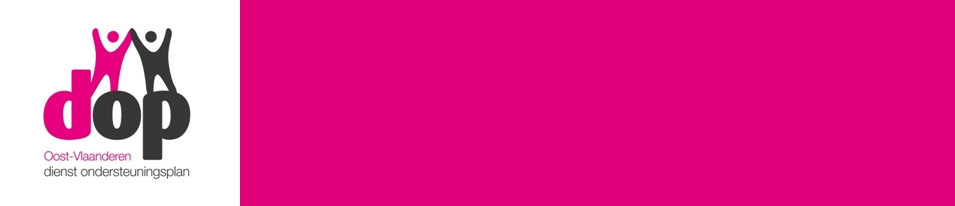 dop
Oost-Vlaanderen
dienst ondersteuningsplan